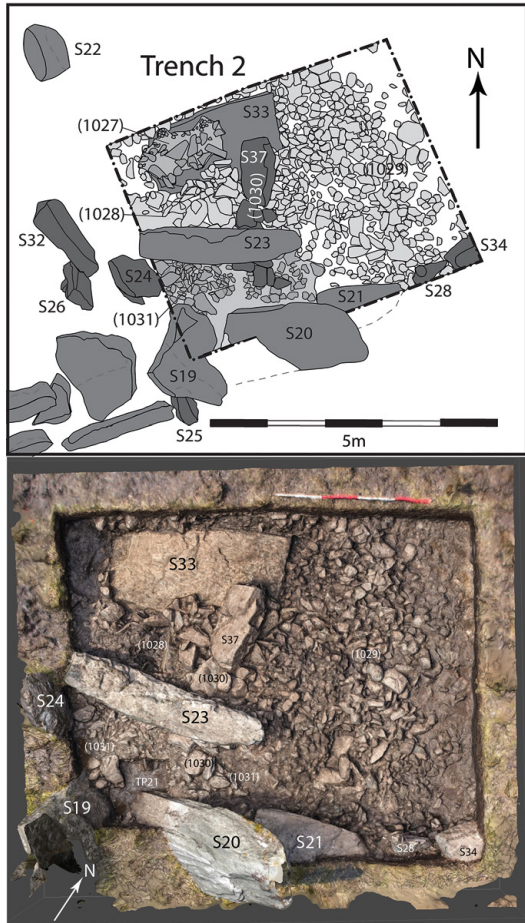 S22
Trench 2
N
(1027)
S33
S37
(1029)
(1030)
(1028)
S32
S23
S34
S24
S26
S28
S21
(1031)
S20
S19
S25
5m
S33
(1028)
S37
(1029)
(1030)
S24
S23
(1031)
(1030)
(1031)
TP21
S19
S20
S21
S28
S34
N